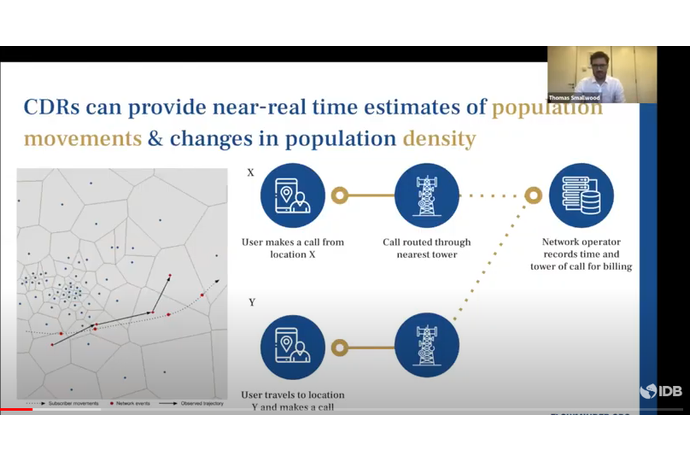 Thomas Smallwood
CDRs can provide near-real time estimates of population
movements & changes in population density
X
User makes a call from
location X
Call routed through
nearest tower
Network operator
records time and
tower of call for billing
Y
User travels to location
Y and makes a call
Subscriber movements
Network events
Observed trajectory
IDB